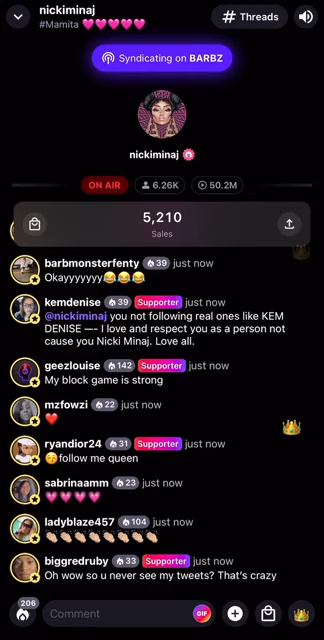 nickiminaj
#Mamita 💗💗💗💗💗
Threads
Syndicating on BARBZ
nickiminaj
ON AIR
6.26K
50.2M
5,210
Sales
barbmonsterfenty 39 just now
Okayyyyyyy😂😂😂
kemdenise 39 Supporter just now
@nickiminaj you not following real ones like KEM
DENISE —- I love and respect you as a person not
cause you Nicki Minaj. Love all.
geezlouise 142 just now
My block game is strong
mzfowzi 22 just now
❤️
ryandior24 31 Supporter just now
😚follow me queen
sabrinaamm 23 just now
💗💗💗💗
ladyblaze457 104 just now
👏🏼👏🏼👏🏼👏🏼👏🏼👏🏼👏🏼👏🏼
biggredruby 33 Supporter just now
Oh wow so u never see my tweets? That's crazy
206
Comment
GIF